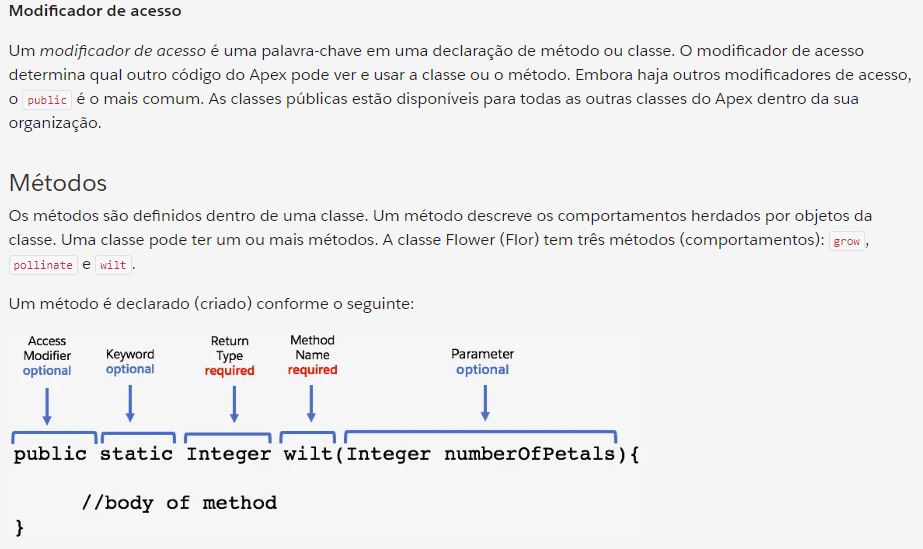 Modificador de acesso
Um modificador de acesso é uma palavra-chave em uma declaração de método ou classe. O modificador de acesso
determina qual outro código do Apex pode ver e usar a classe ou o método. Embora haja outros modificadores de acesso,
o public é o mais comum. As classes públicas estão disponíveis para todas as outras classes do Apex dentro da sua
organização.
Métodos
Os métodos são definidos dentro de uma classe. Um método descreve os comportamentos herdados por objetos da
classe. Uma classe pode ter um ou mais métodos. A classe Flower (Flor) tem três métodos (comportamentos): grow,
pollinate e wilt.
Um método é declarado (criado) conforme o seguinte:
Access
Modifier
optional
Keyword
optional
Return
Type
required
Method
Name
required
Parameter
optional
public static Integer wilt(Integer numberOfPetals){
//body of method
}